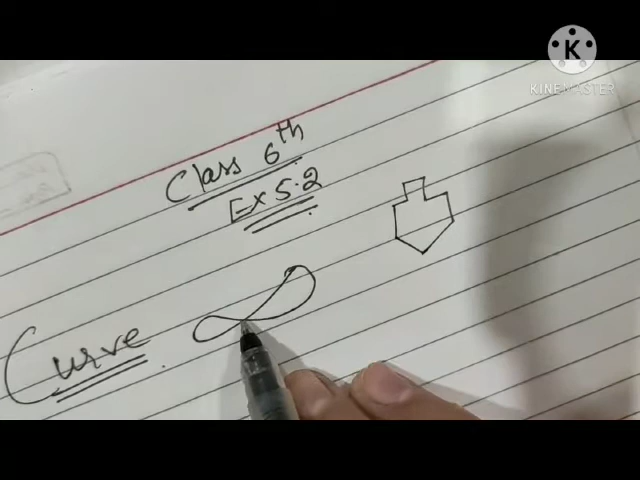 K
KINEMASTER
Class 6th
Ex 5.2
Curve